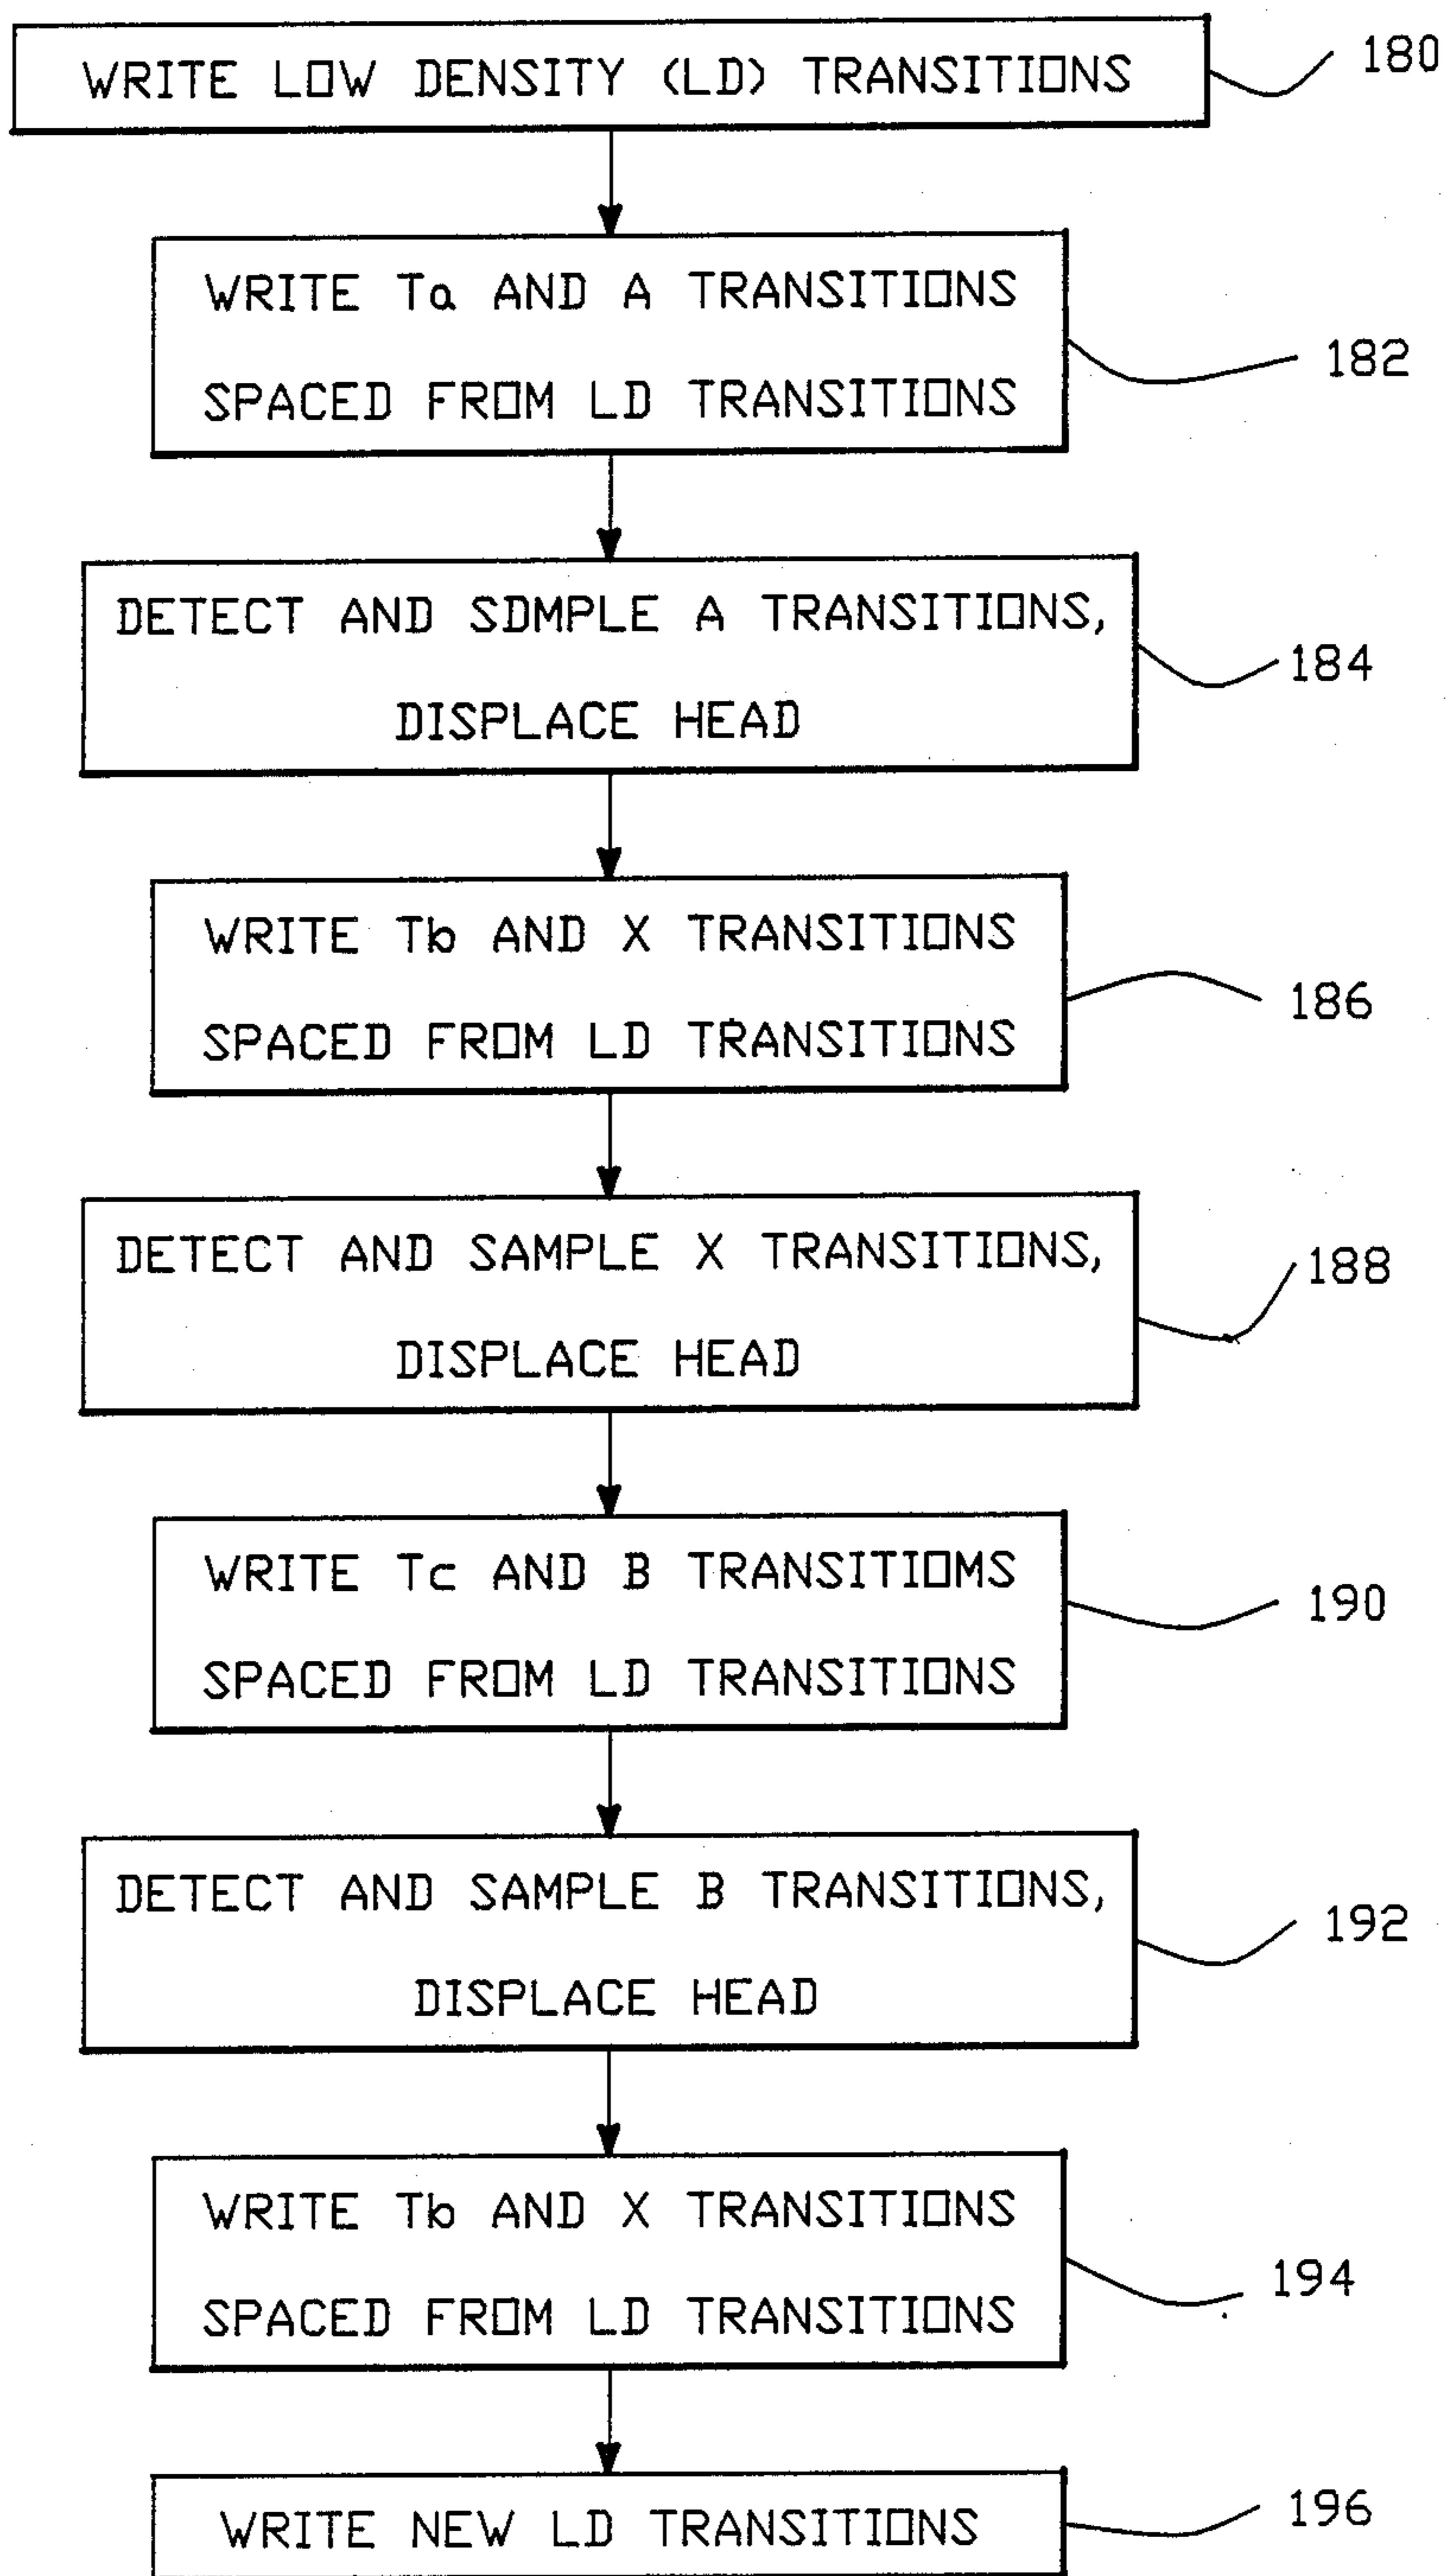 WRITE LOW DENSITY (LD) TRANSITIONS
180
WRITE Ta AND A TRANSITIONS
SPACED FROM LD TRANSITIONS
182
DETECT AND SDMPLE A TRANSITIONS,
DISPLACE HEAD
184
WRITE Tb AND X TRANSITIONS
SPACED FROM LD TRANSITIONS
186
DETECT AND SAMPLE X TRANSITIONS,
DISPLACE HEAD
188
WRITE Tc AND B TRANSITIOMS
SPACED FROM LD TRANSITIONS
190
DETECT AND SAMPLE B TRANSITIONS,
DISPLACE HEAD
192
WRITE Tb AND X TRANSITIONS
SPACED FROM LD TRANSITIONS
194
WRITE NEW LD TRANSITIONS
196